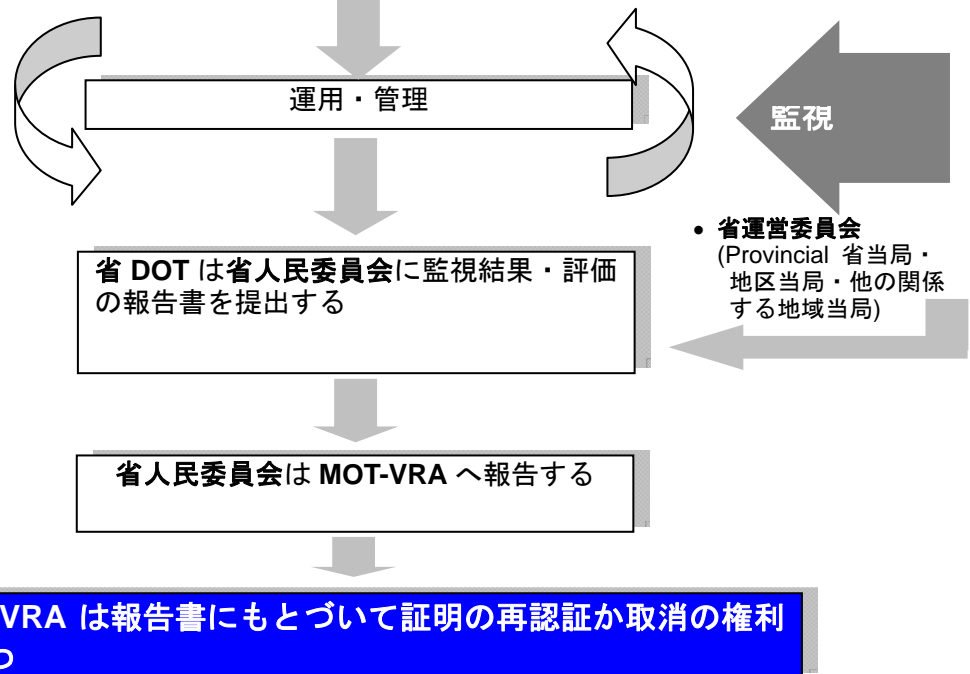 運用・管理
監視
• 省運営委員会
(Provincial 省当局・
地区当局・他の関係
する地域当局)
省 DOT は省人民委員会に監視結果・評価
の報告書を提出する
省人民委員会は MOT-VRA へ報告する
VRA は報告書にもとづいて証明の再認証か取消の権利